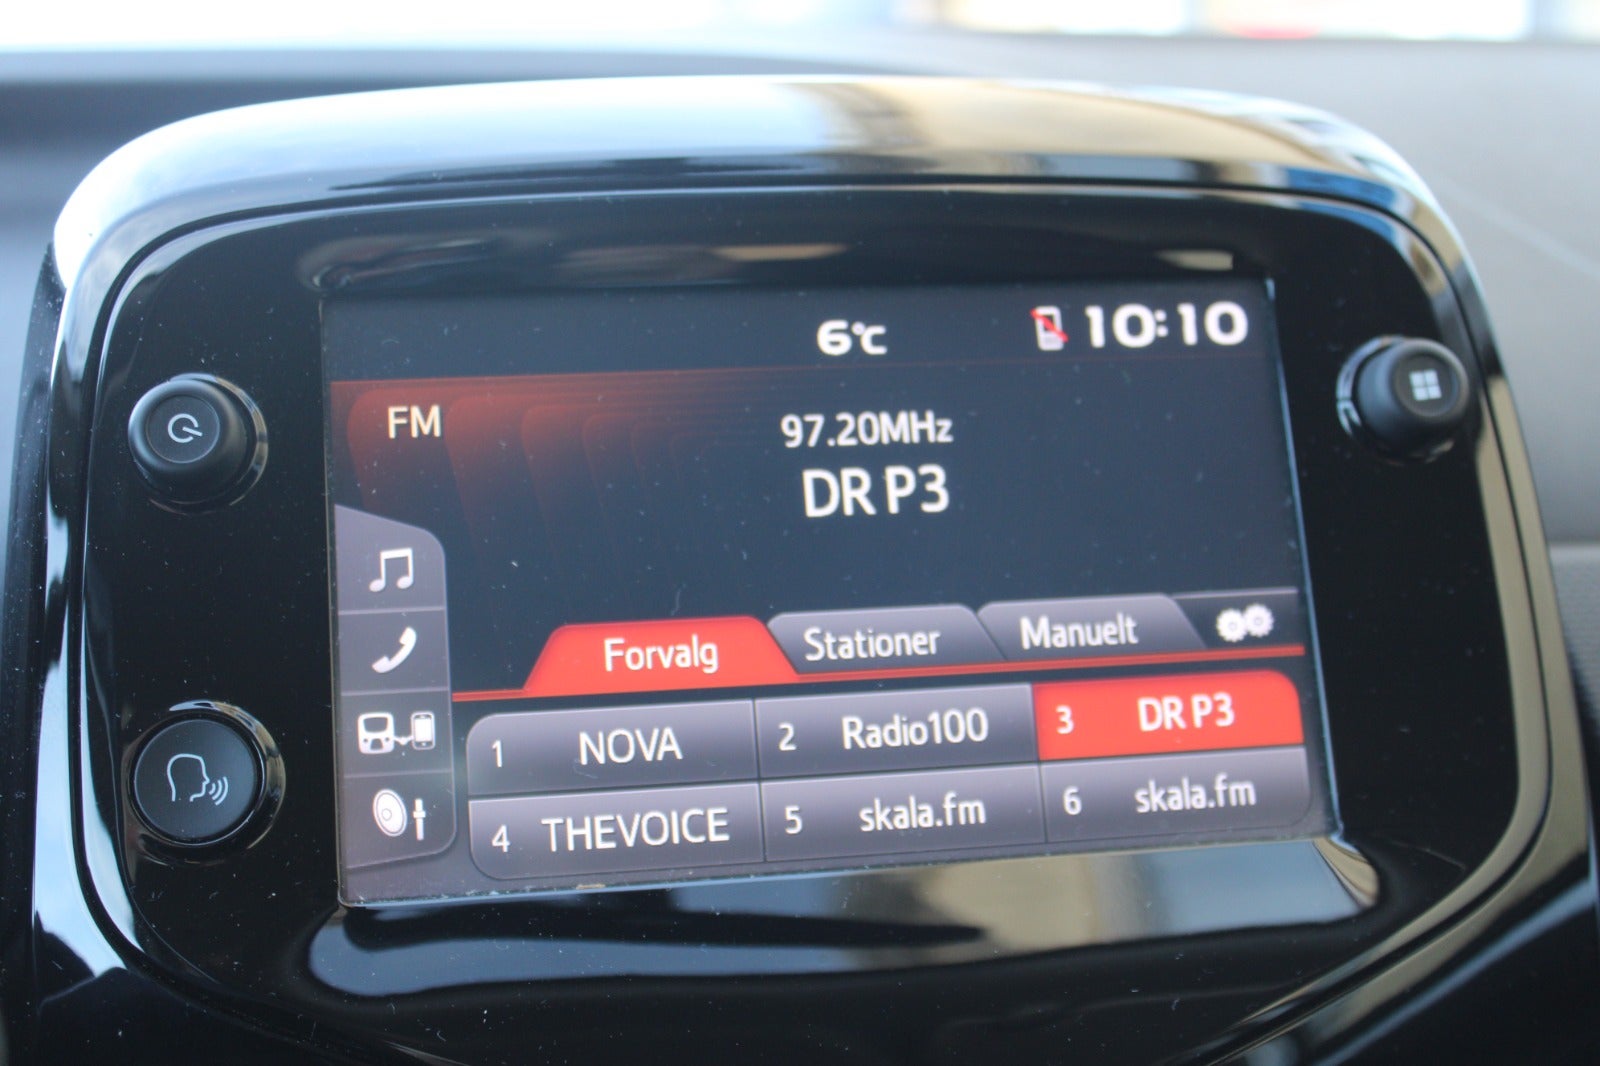 6°C 10:10
FM
97.20MHz
DR P3
Forvalg Stationer Manuelt
1 NOVA 2 Radio100 3 DR P3
4 THEVOICE 5 skala.fm 6 skala.fm